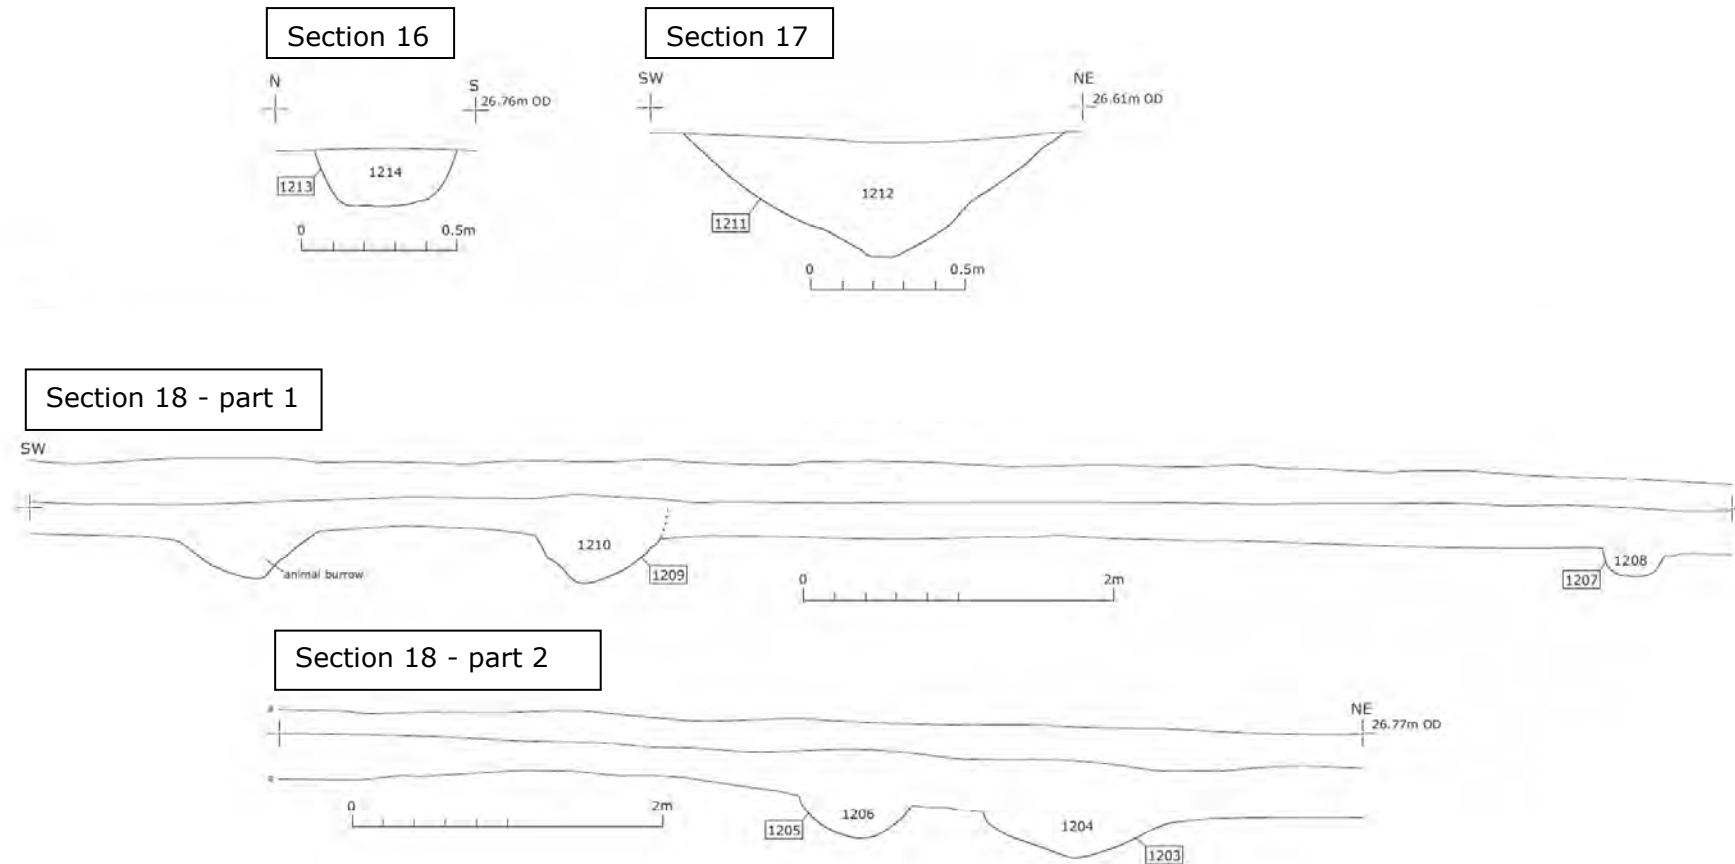 Section 16
Section 17
N
S
26.76m OD
1214
1213
0 0.5m
SW
NE
26.61m OD
1212
1211
0 0.5m
Section 18 - part 1
SW
1210
animal burrow
1209
0 2m
1208
1207
Section 18 - part 2
NE
26.77m OD
0 2m
1206
1205
1204
1203